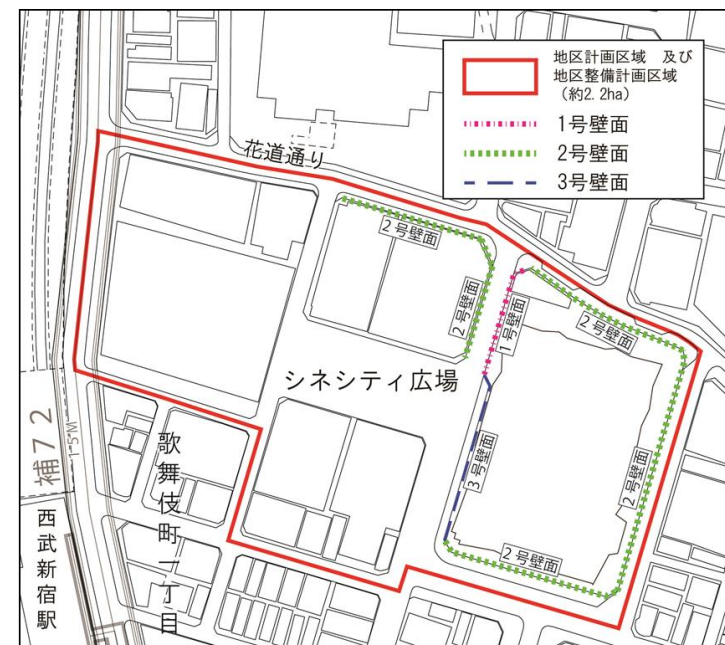 地区計画区域 及び
地区整備計画区域
（約2.2ha）
1号壁面
2号壁面
3号壁面
花道通り
2号壁面
2号壁面
1号壁面
2号壁面
シネシティ広場
3号壁面
2号壁面
2号壁面
補72
15M
歌舞伎町一丁目
西武新宿駅